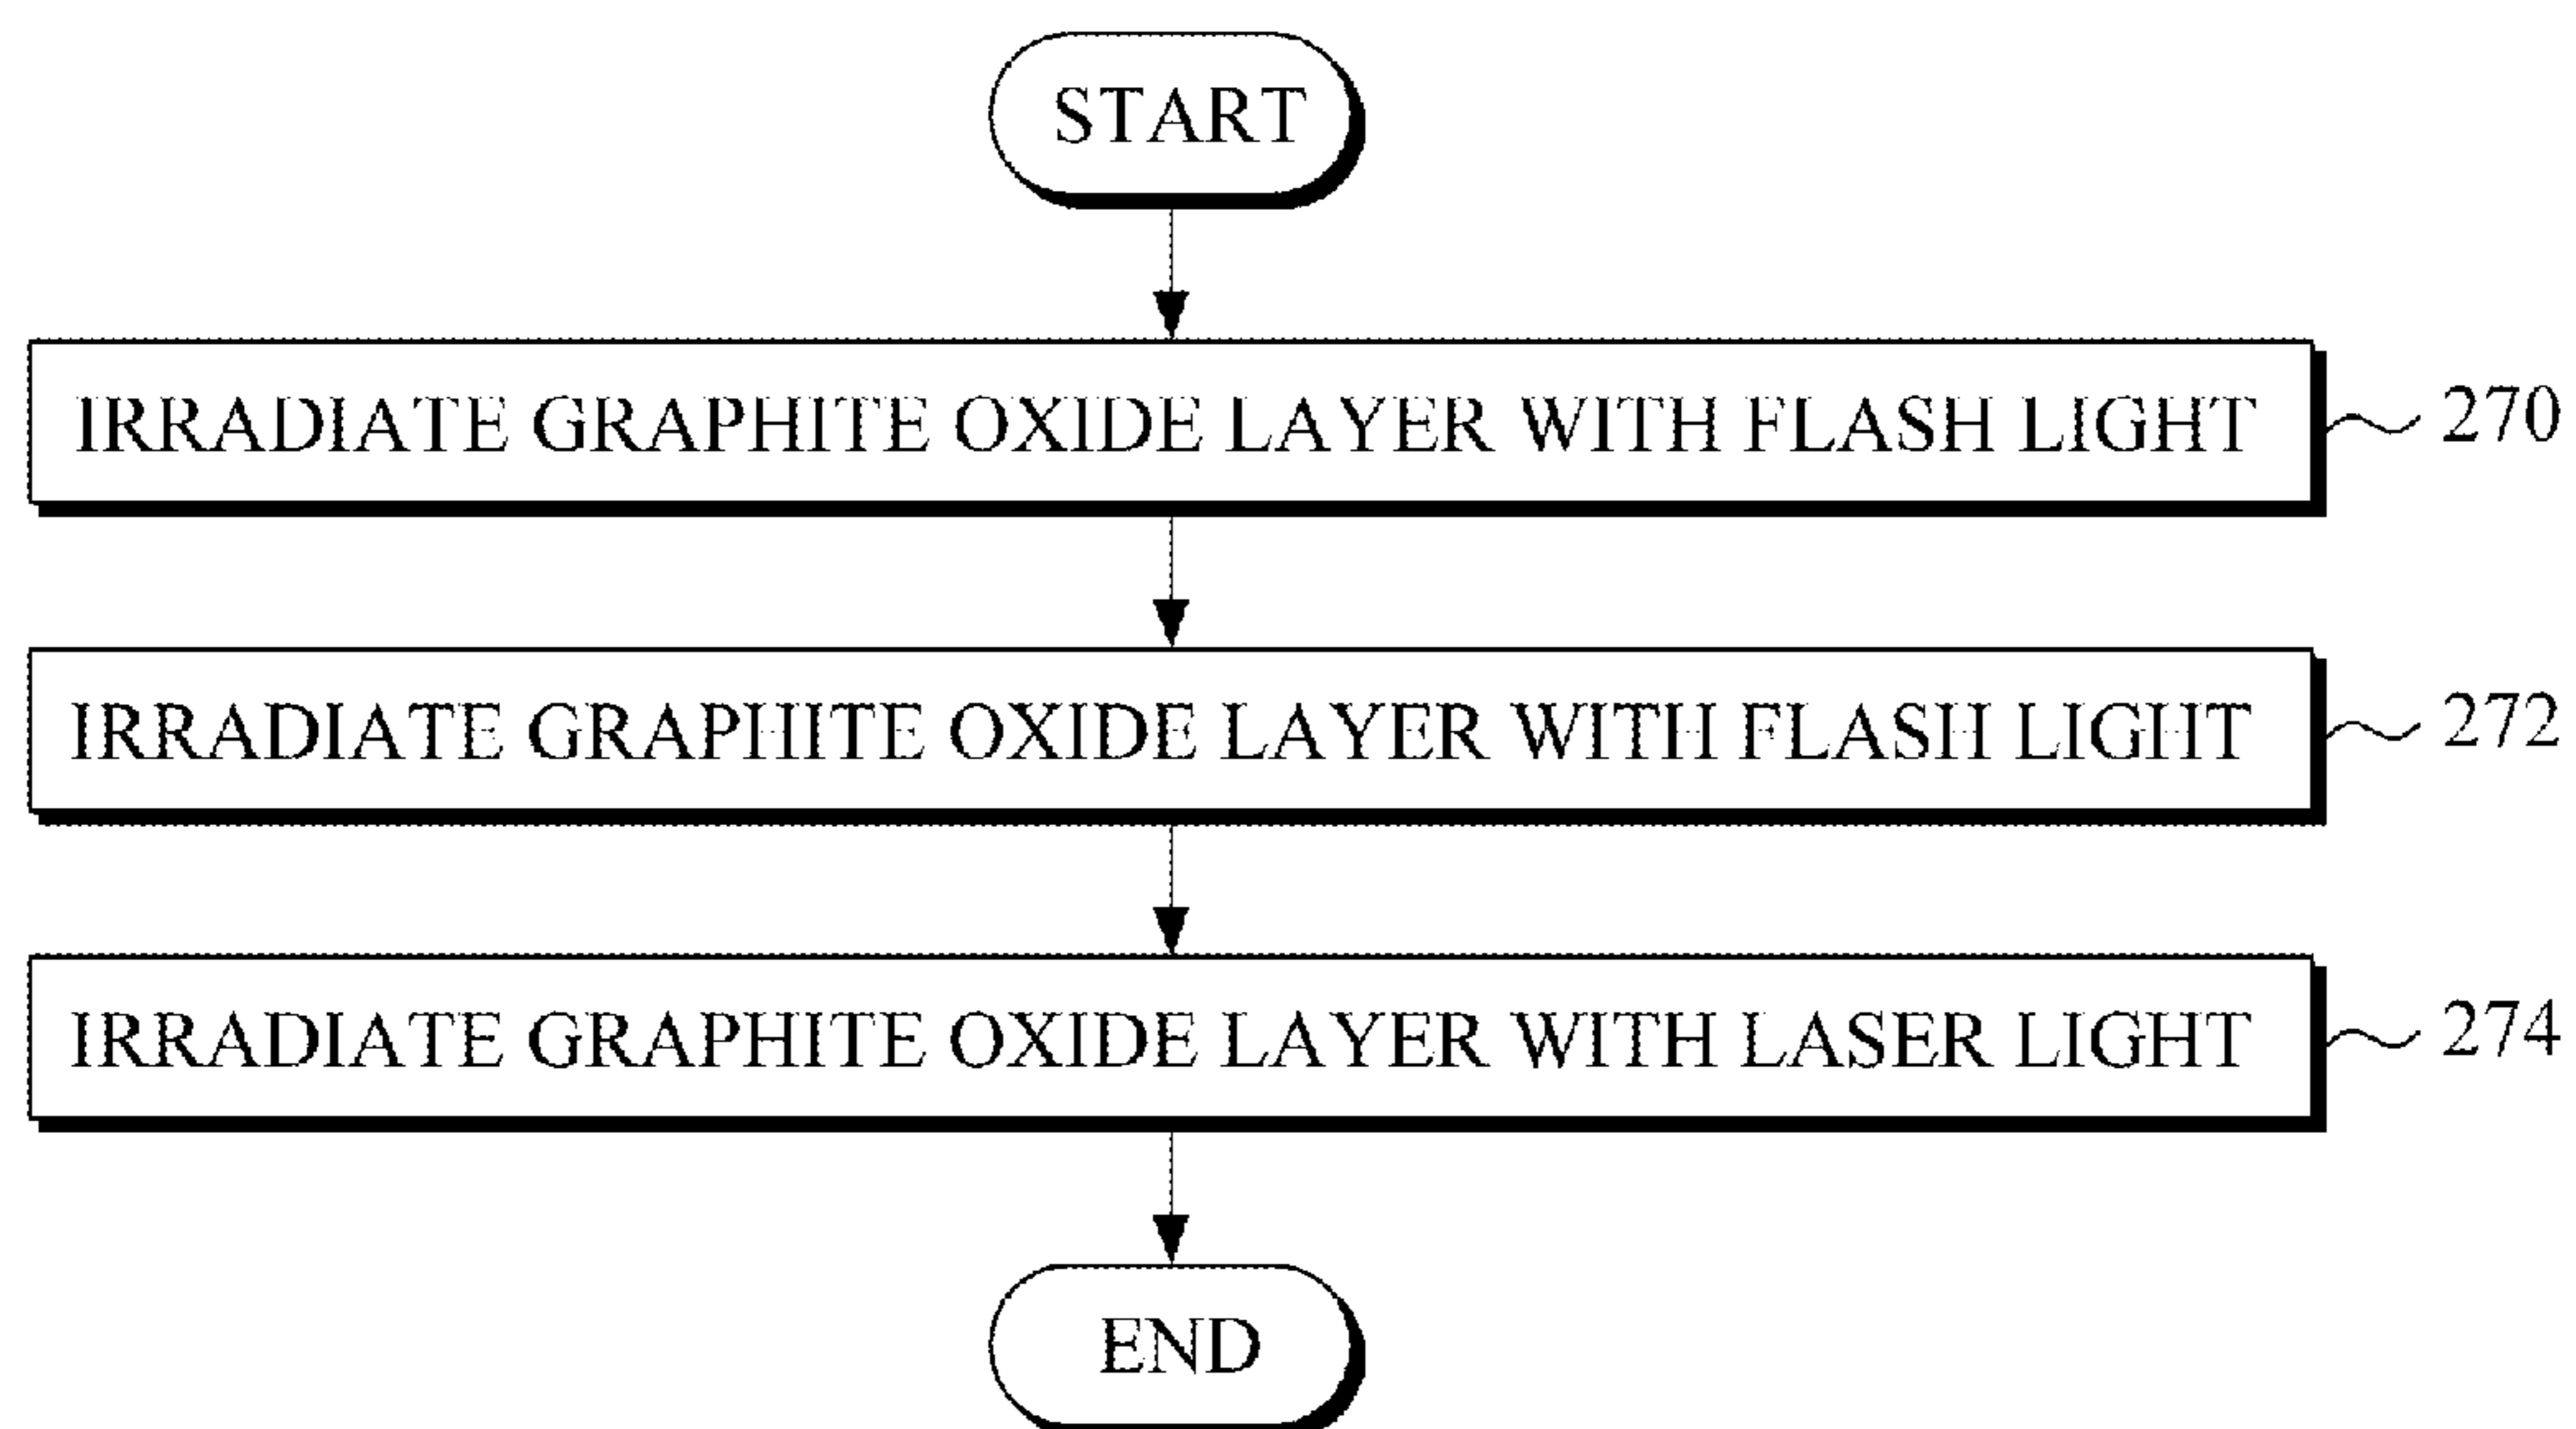 START
IRRADIATE GRAPHITE OXIDE LAYER WITH FLASH LIGHT 270
IRRADIATE GRAPHITE OXIDE LAYER WITH FLASH LIGHT 272
IRRADIATE GRAPHITE OXIDE LAYER WITH LASER LIGHT 274
END